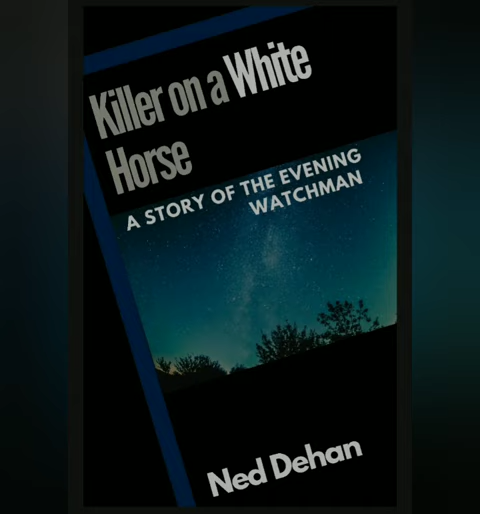 Killer on a White
Horse
A STORY OF THE EVENING
WATCHMAN
Ned Dehan